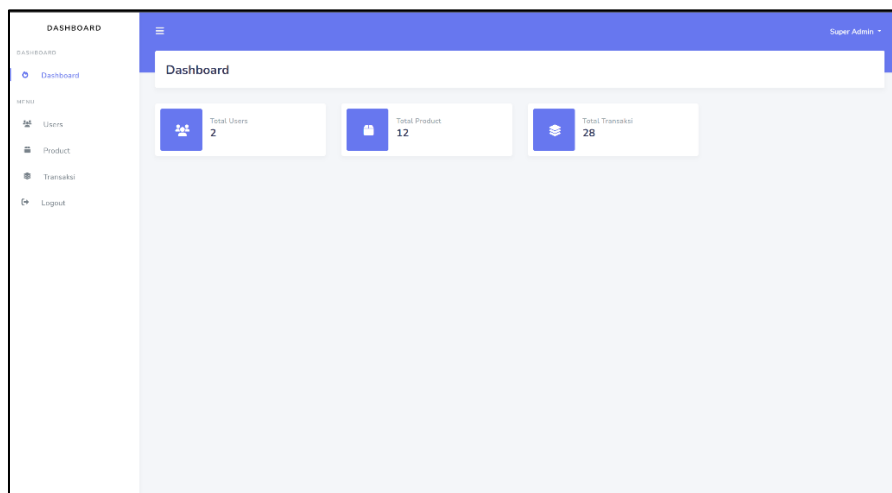 DASHBOARD
DASHBOARD
Dashboard
MENU
Users
Product
Transaksi
Logout
Super Admin
Dashboard
Total Users
2
Total Product
12
Total Transaksi
28